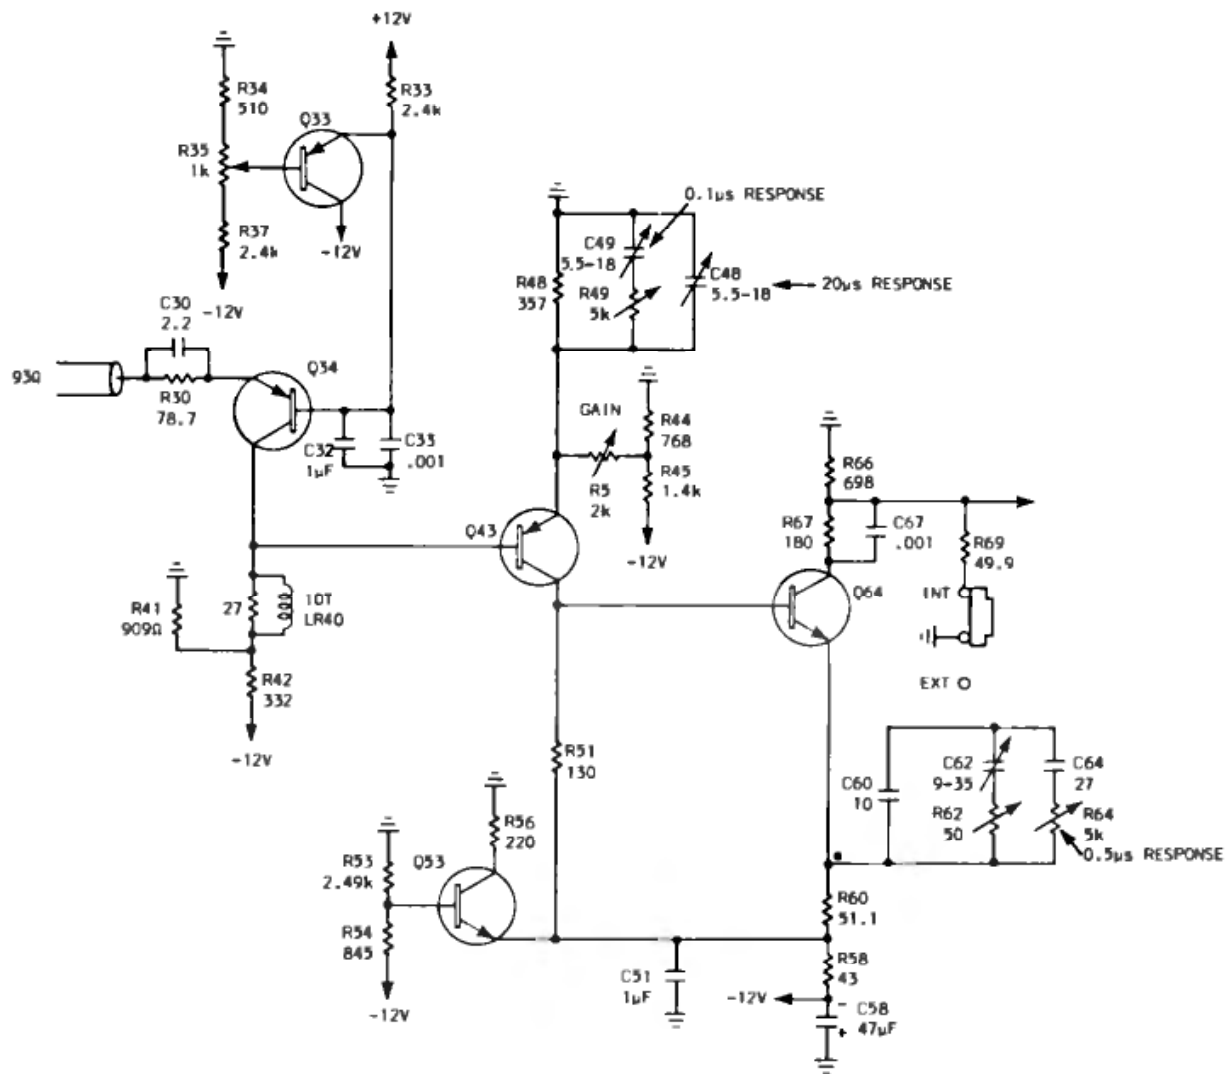 +12V
R34
510
R33
2.4k
Q33
R35
1k
R37
2.4k
-12V
-12V
C30
2.2
93Ω
R30
78.7
Q34
C32
1µF
C33
.001
0.1µs RESPONSE
C49
5.5-18
R48
357
R49
5k
C48
5.5-18
20µs RESPONSE
GAIN
R44
768
R5
2k
R45
1.4k
-12V
Q43
R66
698
R67
180
C67
.001
R69
49.9
Q64
INT
EXT
R41
909Ω
27
10T
LR40
R42
332
-12V
R51
130
C60
10
C62
9-35
C64
27
R62
50
R64
5k
0.5µs RESPONSE
R56
220
R53
2.49k
Q53
R54
845
-12V
R60
51.1
R58
43
C51
1µF
-12V
-
C58
47µF
+